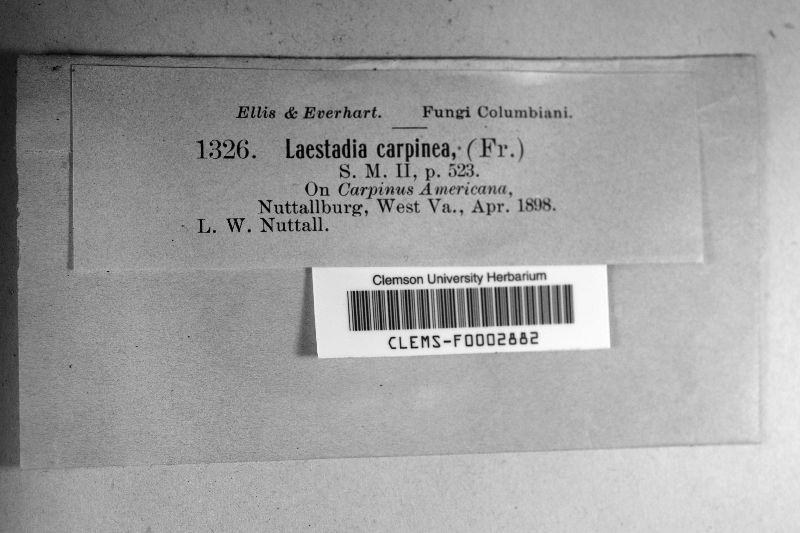 Ellis & Everhart. Fungi Columbiani.
1326. Laestadia carpinea, (Fr.)
S. M. II, p. 523.
On Carpinus Americana,
Nuttallburg, West Va., Apr. 1898.
L. W. Nuttall.
Clemson University Herbarium
CLEMS-F0002882